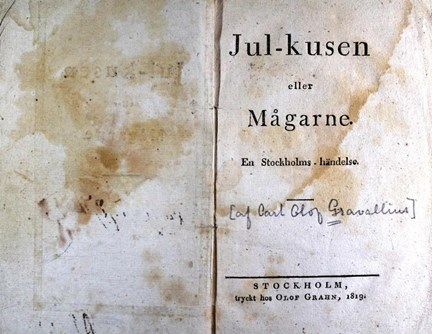 Jul-kusen
eller
Mågarne.
En Stockholms-händelse.
[af Carl Olof Gravallius]
STOCKHOLM,
tryckt hos OLOF GRAHN, 1819.